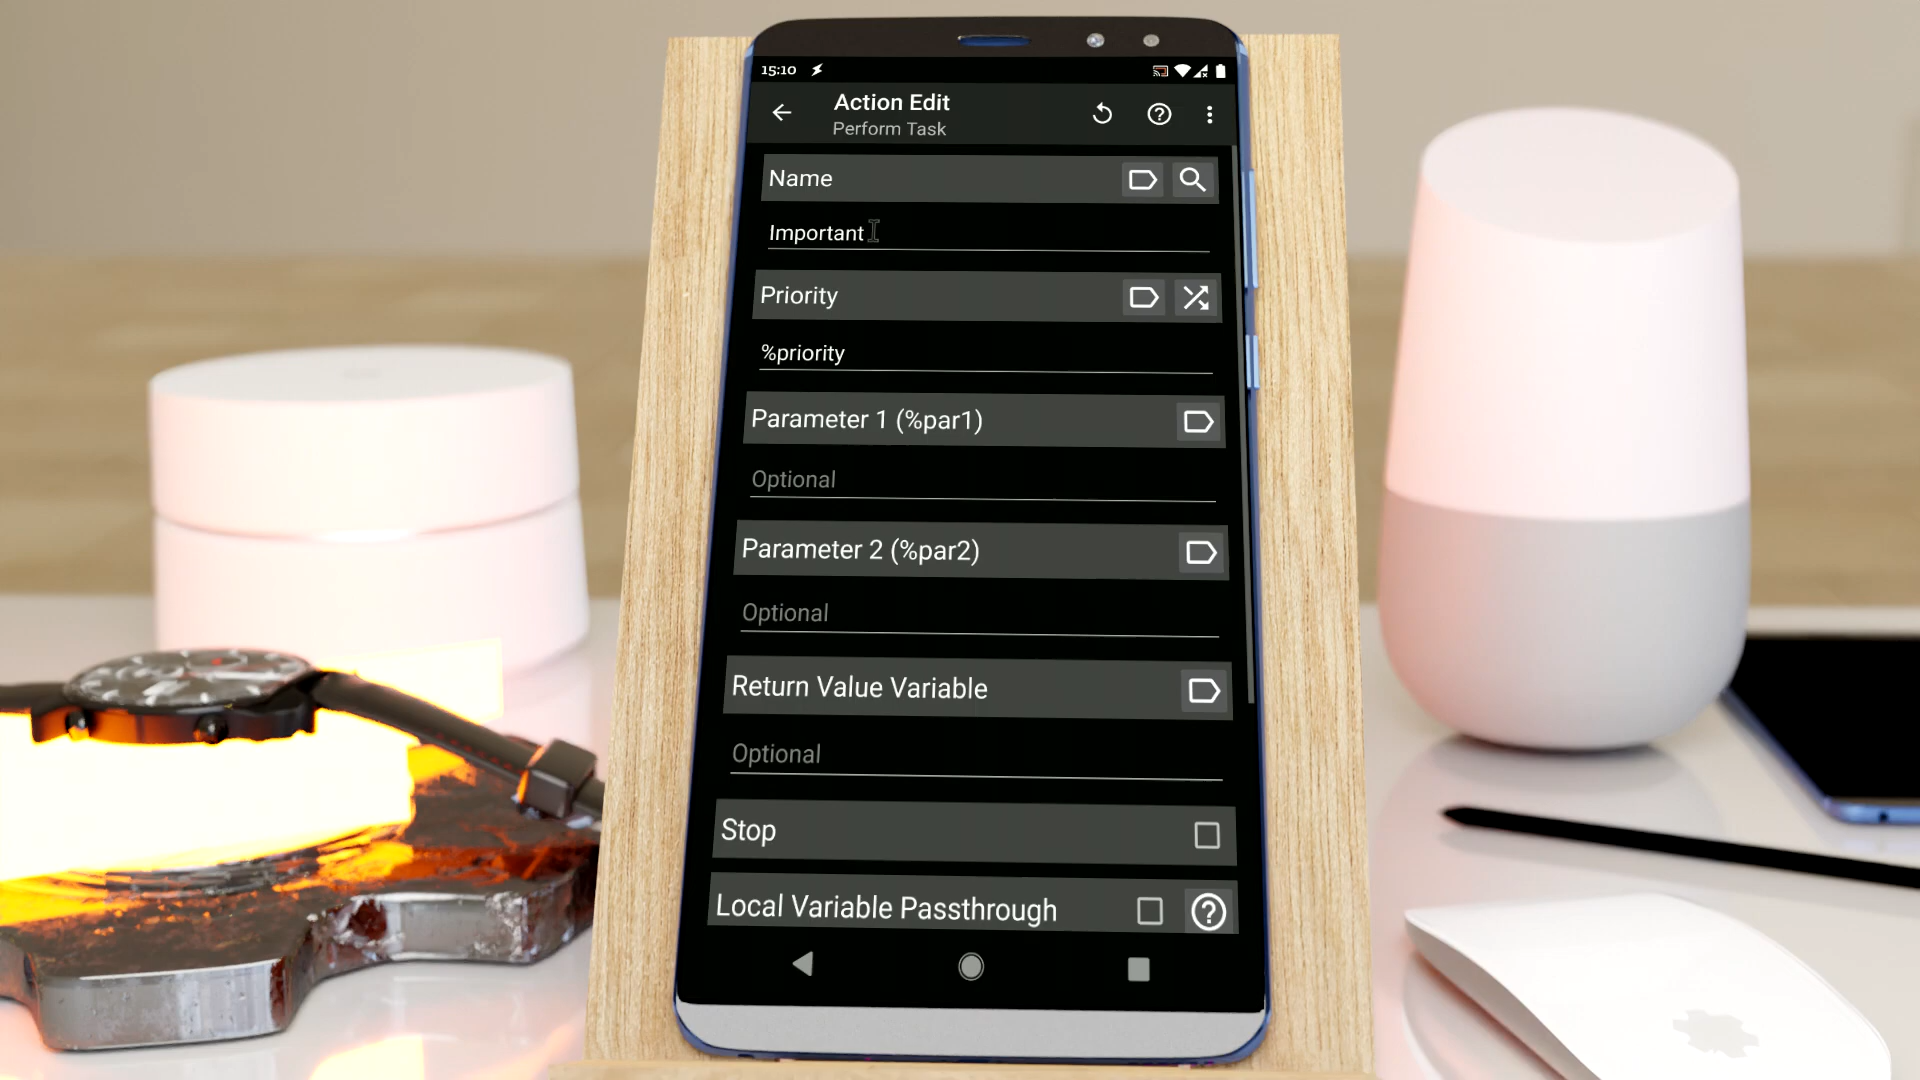 15:10
Action Edit
Perform Task
Name
Important
Priority
%priority
Parameter 1 (%par1)
Optional
Parameter 2 (%par2)
Optional
Return Value Variable
Optional
Stop
Local Variable Passthrough